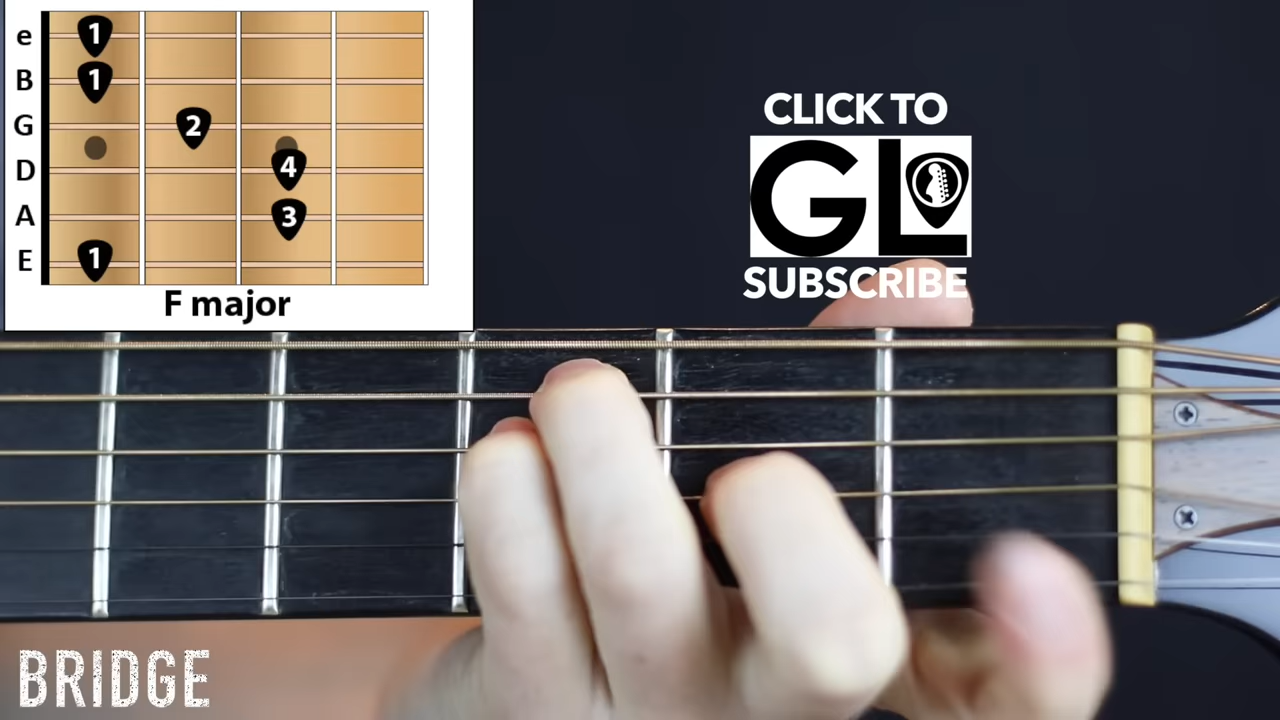 e 1
B 1
G 2
D 4
A 3
E 1
F major
CLICK TO
GL
SUBSCRIBE
BRIDGE